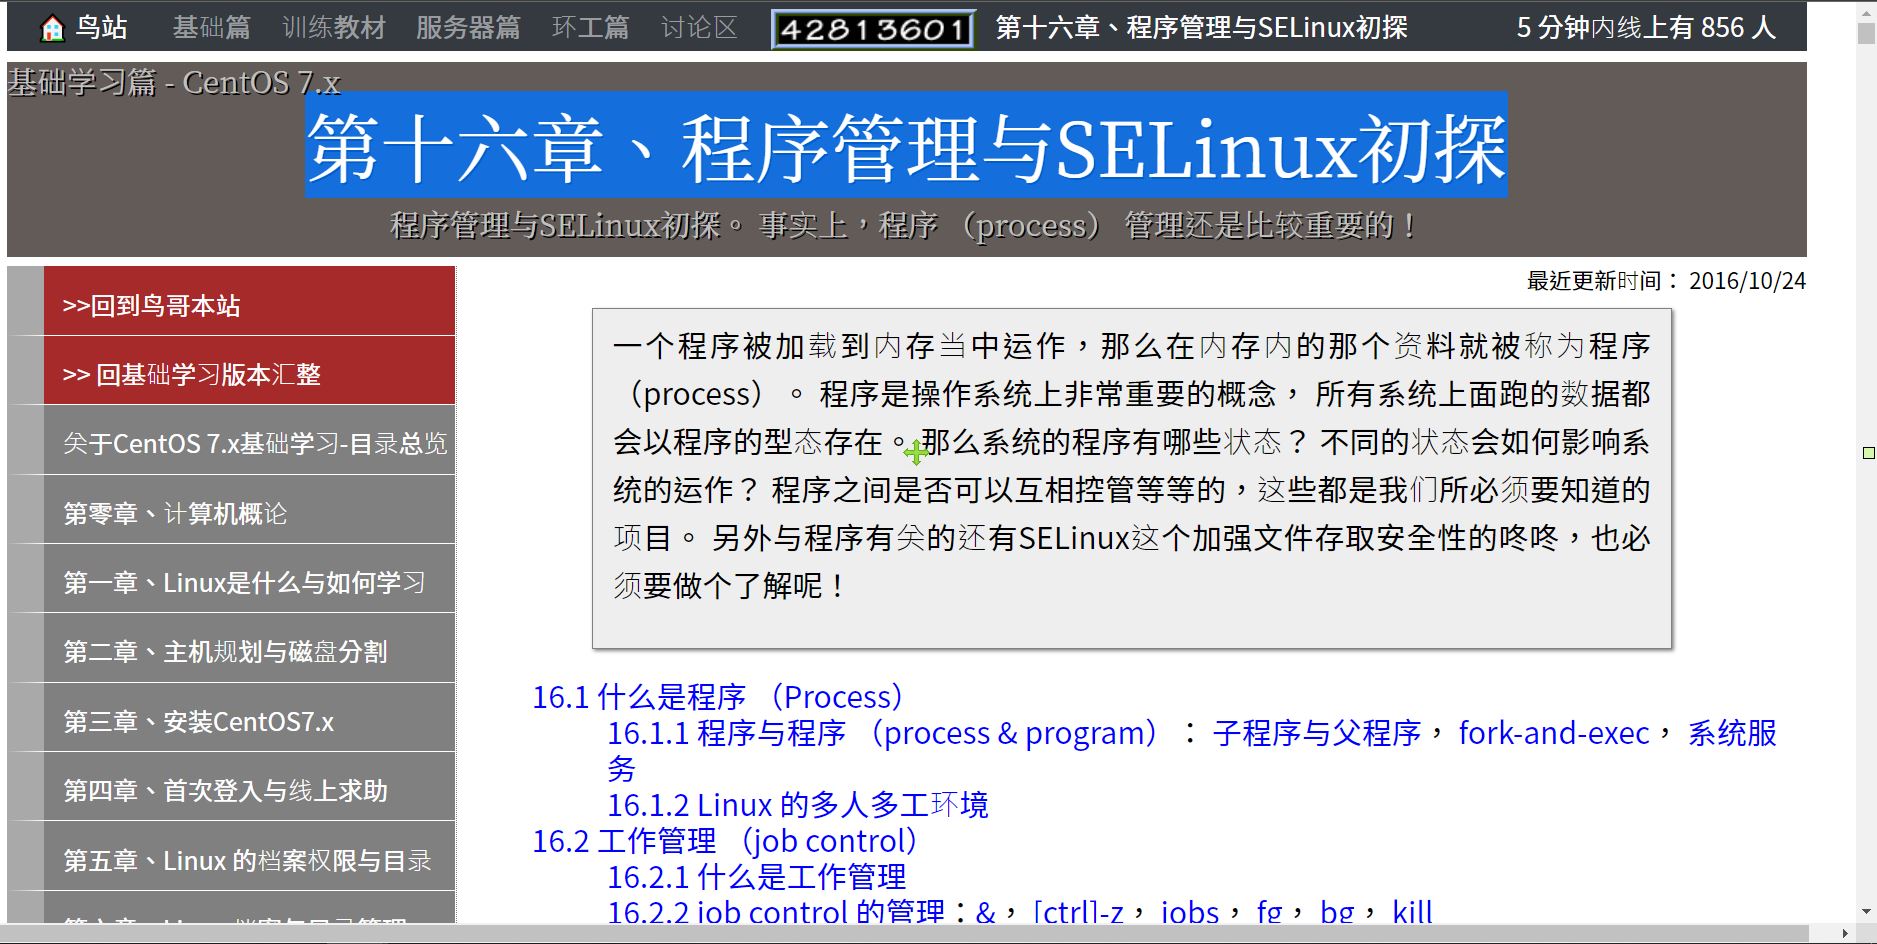 鸟站 基础篇 训练教材 服务器篇 环工篇 讨论区 42813601 第十六章、程序管理与SELinux初探 5 分钟内线上有 856 人
基础学习篇 - CentOS 7.x
第十六章、程序管理与SELinux初探
程序管理与SELinux初探。 事实上，程序 （process） 管理还是比较重要的！
>>回到鸟哥本站
>> 回基础学习版本汇整
关于CentOS 7.x基础学习-目录总览
第零章、计算机概论
第一章、Linux是什么与如何学习
第二章、主机规划与磁盘分割
第三章、安装CentOS7.x
第四章、首次登入与线上求助
第五章、Linux 的档案权限与目录
第六章、Linux 档案与目录管理
最近更新时间： 2016/10/24
一个程序被加载到内存当中运作，那么在内存内的那个资料就被称为程序
（process）。 程序是操作系统上非常重要的概念， 所有系统上面跑的数据都
会以程序的型态存在。那么系统的程序有哪些状态？ 不同的状态会如何影响系
统的运作？ 程序之间是否可以互相控管等等的，这些都是我们所必须要知道的
项目。 另外与程序有关的还有SELinux这个加强文件存取安全性的咚咚，也必
须要做个了解呢！
16.1 什么是程序 （Process）
16.1.1 程序与程序 （process & program）： 子程序与父程序， fork-and-exec， 系统服
务
16.1.2 Linux 的多人多工环境
16.2 工作管理 （job control）
16.2.1 什么是工作管理
16.2.2 job control 的管理：&， [ctrl]-z， jobs， fg， bg， kill